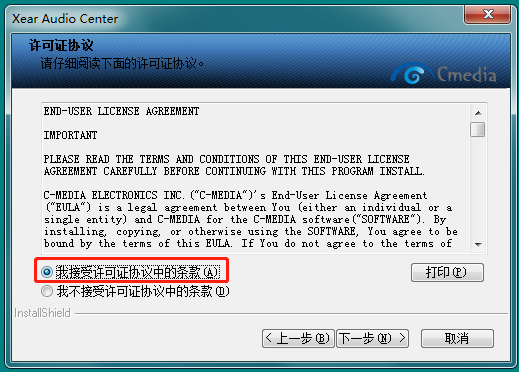 Xear Audio Center
许可证协议
请仔细阅读下面的许可证协议。
Cmedia
END-USER LICENSE AGREEMENT
IMPORTANT
PLEASE READ THE TERMS AND CONDITIONS OF THIS END-USER LICENSE
AGREEMENT CAREFULLY BEFORE CONTINUING WITH THIS PROGRAM INSTALL.
C-MEDIA ELECTRONICS INC.("C-MEDIA")'s End-User License Agreement
("EULA") is a legal agreement between You (either an individual or a
single entity) and C-MEDIA for the C-MEDIA software("SOFTWARE"). By
installing, copying, or otherwise using the SOFTWARE, You agree to be
bound by the terms of this EULA. If You do not agree to the terms of
我接受许可证协议中的条款(A)
打印(P)
我不接受许可证协议中的条款(D)
InstallShield
< 上一步(B) 下一步(N) > 取消